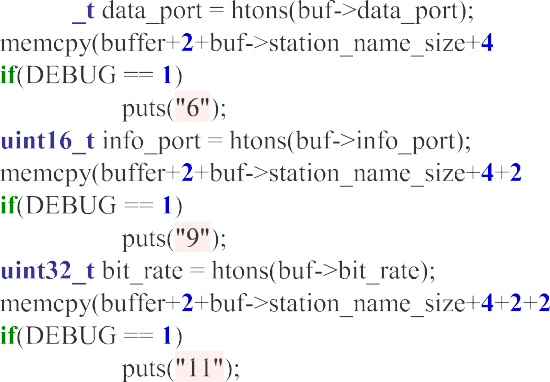 _t data_port = htons(buf->data_port);
memcpy(buffer+2+buf->station_name_size+4
if(DEBUG == 1)
puts("6");
uint16_t info_port = htons(buf->info_port);
memcpy(buffer+2+buf->station_name_size+4+2
if(DEBUG == 1)
puts("9");
uint32_t bit_rate = htons(buf->bit_rate);
memcpy(buffer+2+buf->station_name_size+4+2+2
if(DEBUG == 1)
puts("11");